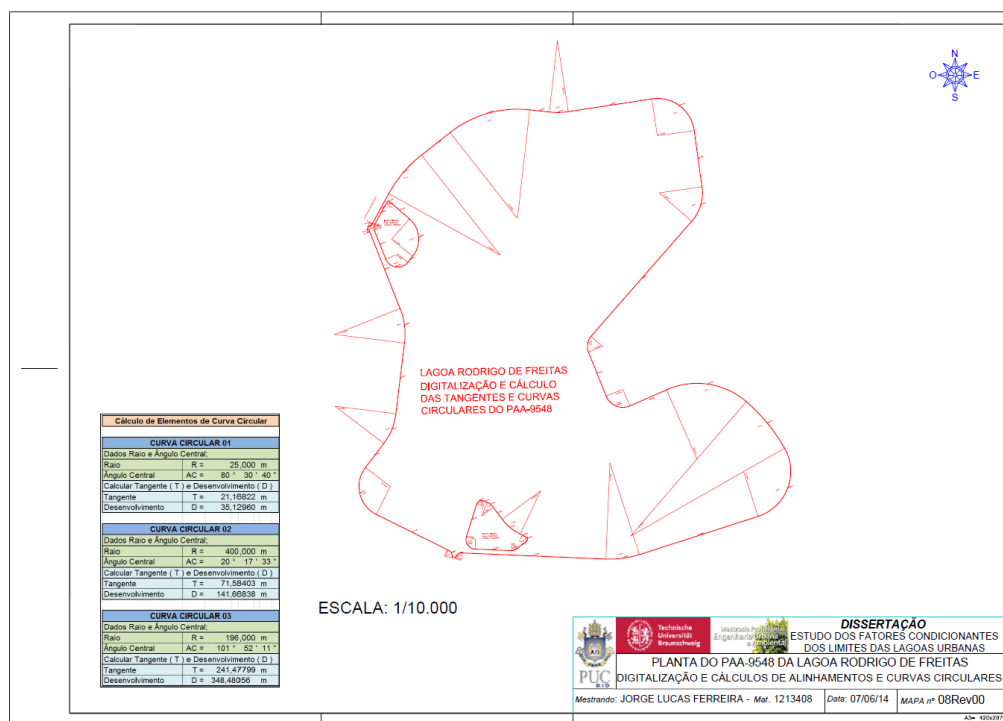 N
O E
S
LAGOA RODRIGO DE FREITAS
DIGITALIZAÇÃO E CÁLCULO
DAS TANGENTES E CURVAS
CIRCULARES DO PAA-9548
Cálculo de Elementos de Curva Circular
CURVA CIRCULAR 01
Dados Raio e Ângulo Central;
Raio R = 25,000 m
Ângulo Central AC = 80 ° 30 ' 40 "
Calcular Tangente ( T ) e Desenvolvimento ( D )
Tangente T = 21,16822 m
Desenvolvimento D = 35,12960 m
CURVA CIRCULAR 02
Dados Raio e Ângulo Central;
Raio R = 400,000 m
Ângulo Central AC = 20 ° 17 ' 33 "
Calcular Tangente ( T ) e Desenvolvimento ( D )
Tangente T = 71,58403 m
Desenvolvimento D = 141,66838 m
CURVA CIRCULAR 03
Dados Raio e Ângulo Central;
Raio R = 196,000 m
Ângulo Central AC = 101 ° 52 ' 11 "
Calcular Tangente ( T ) e Desenvolvimento ( D )
Tangente T = 241,47799 m
Desenvolvimento D = 348,48056 m
ESCALA: 1/10.000
PUC
RIO
Technische
Universität
Braunschweig
Mestrado Profissional
Engenharia Urbana
e Ambiental
DISSERTAÇÃO
ESTUDO DOS FATORES CONDICIONANTES
DOS LIMITES DAS LAGOAS URBANAS
PLANTA DO PAA-9548 DA LAGOA RODRIGO DE FREITAS
DIGITALIZAÇÃO E CÁLCULOS DE ALINHAMENTOS E CURVAS CIRCULARES
Mestrando: JORGE LUCAS FERREIRA - Mat. 1213408
Data: 07/06/14
MAPA nº 08Rev00
A3= 420x297